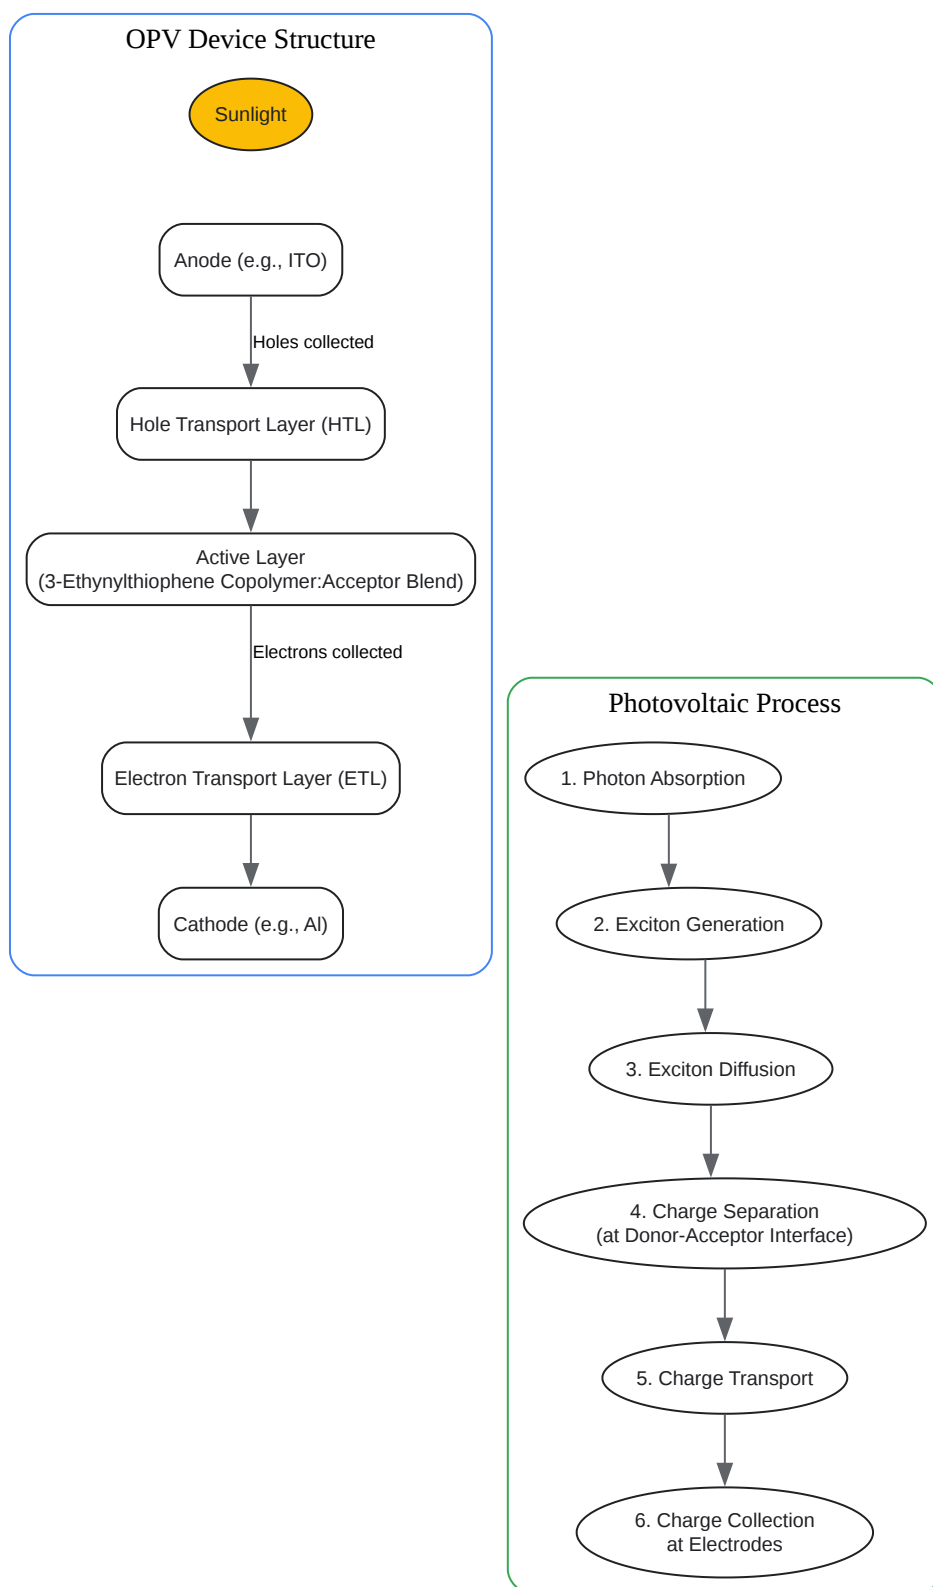 OPV Device Structure
Sunlight
Anode (e.g., ITO)
Holes collected
Hole Transport Layer (HTL)
Active Layer
(3-Ethynylthiophene Copolymer:Acceptor Blend)
Electrons collected
Electron Transport Layer (ETL)
Cathode (e.g., Al)
Photovoltaic Process
1. Photon Absorption
2. Exciton Generation
3. Exciton Diffusion
4. Charge Separation
(at Donor-Acceptor Interface)
5. Charge Transport
6. Charge Collection
at Electrodes